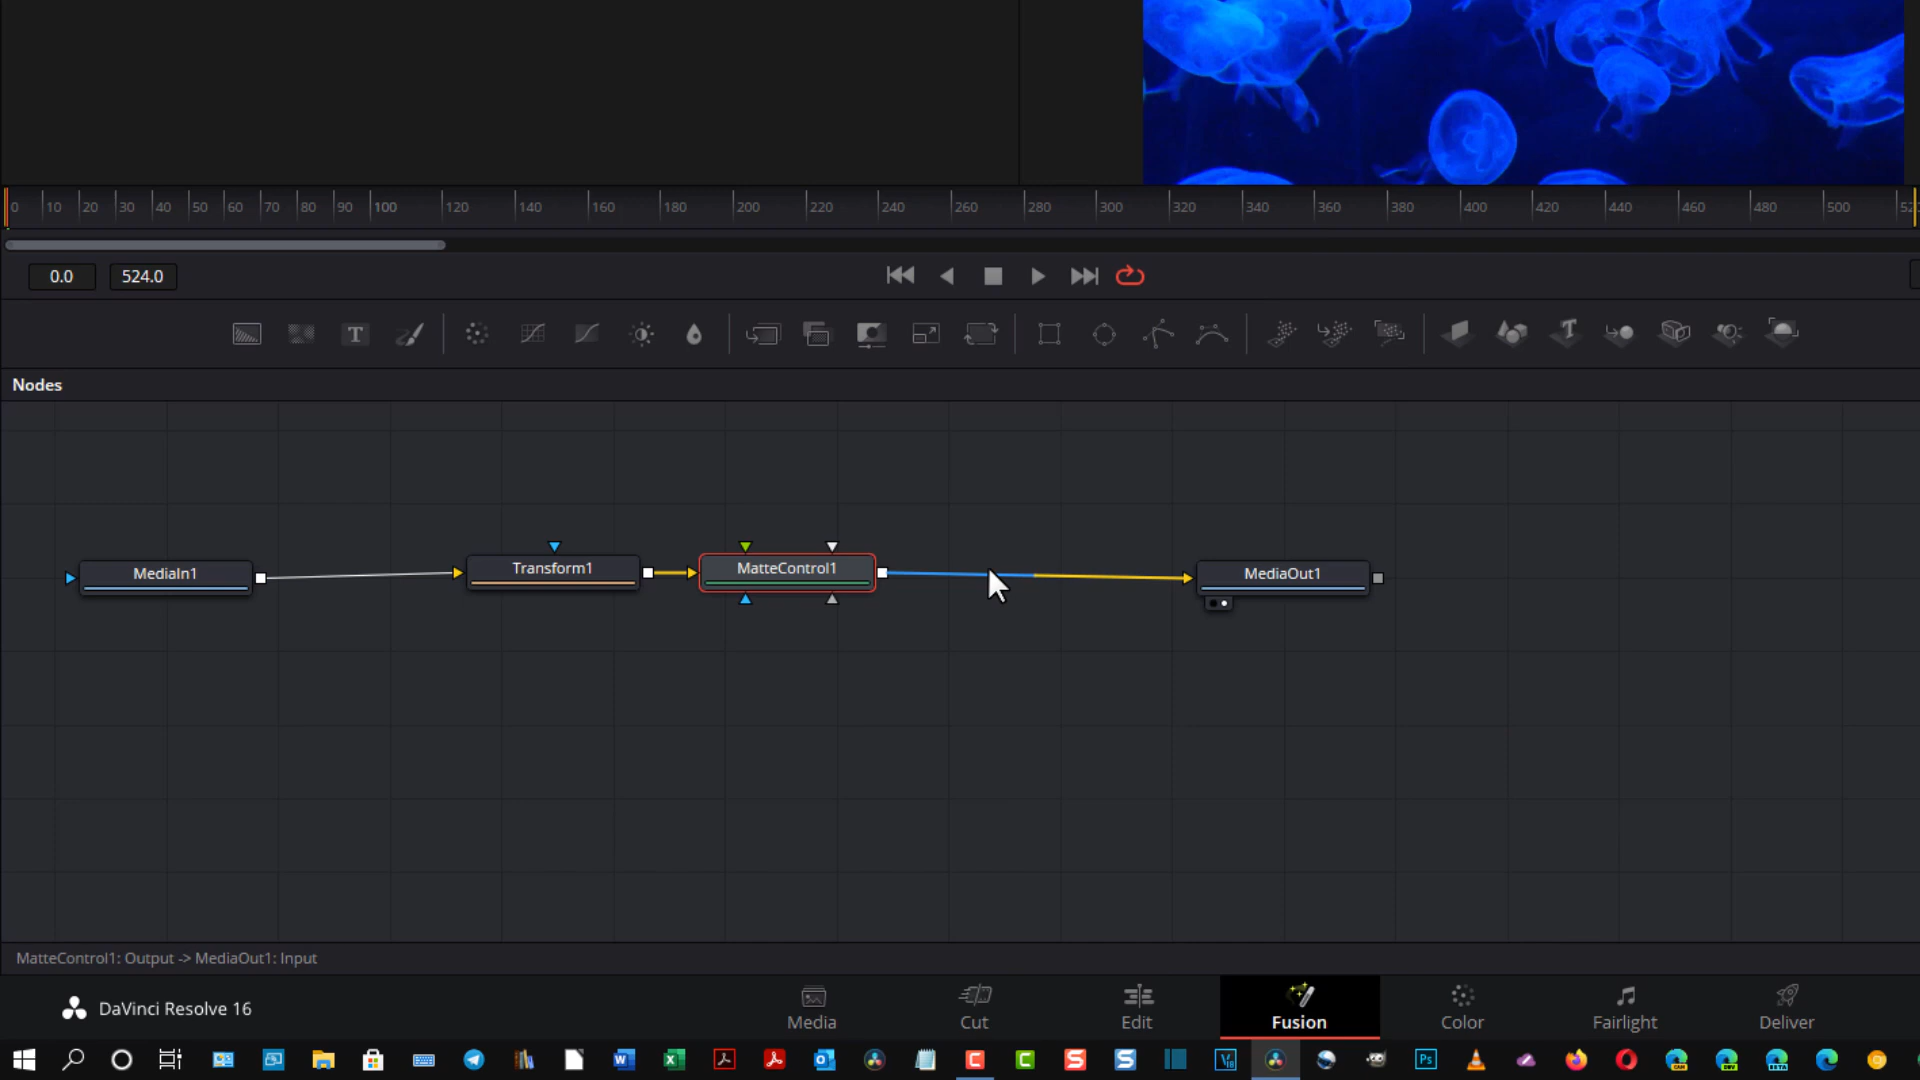 0 10 20 30 40 50 60 70 80 90 100 120 140 160 180 200 220 240 260 280 300 320 340 360 380 400 420 440 460 480 500
0.0 524.0
T
Nodes
MediaIn1
Transform1
MatteControl1
MediaOut1
MatteControl1: Output -> MediaOut1: Input
DaVinci Resolve 16
Media
Cut
Edit
Fusion
Color
Fairlight
Deliver